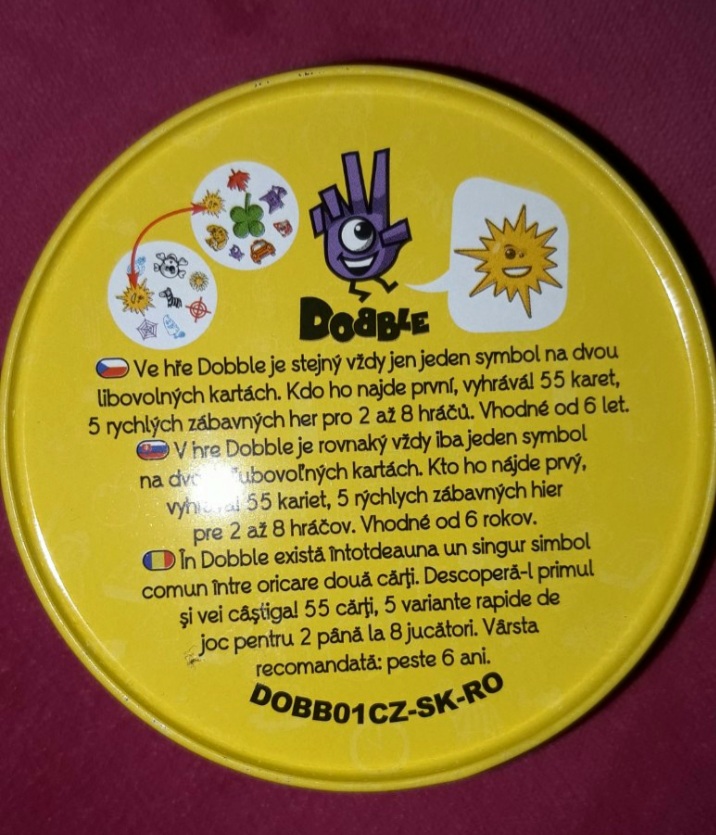 DOBBLE
Ve hře Dobble je stejný vždy jen jeden symbol na dvou
libovolných kartách. Kdo ho najde první, vyhrává! 55 karet,
5 rychlých zábavných her pro 2 až 8 hráčů. Vhodné od 6 let.
V hre Dobble je rovnaký vždy iba jeden symbol
na kartách. Kto ho nájde prvý,
55 kariet, 5 rýchlych zábavných hier
pre 2 až 8 hráčov. Vhodné od 6 rokov.
În Dobble există întotdeauna un singur simbol
comun între oricare două cărți. Descoperă-l primul
și vei câștiga! 55 cărți, 5 variante rapide de
joc pentru 2 până la 8 jucători. Vârsta
recomandată: peste 6 ani.
DOBB01CZ-SK-RO